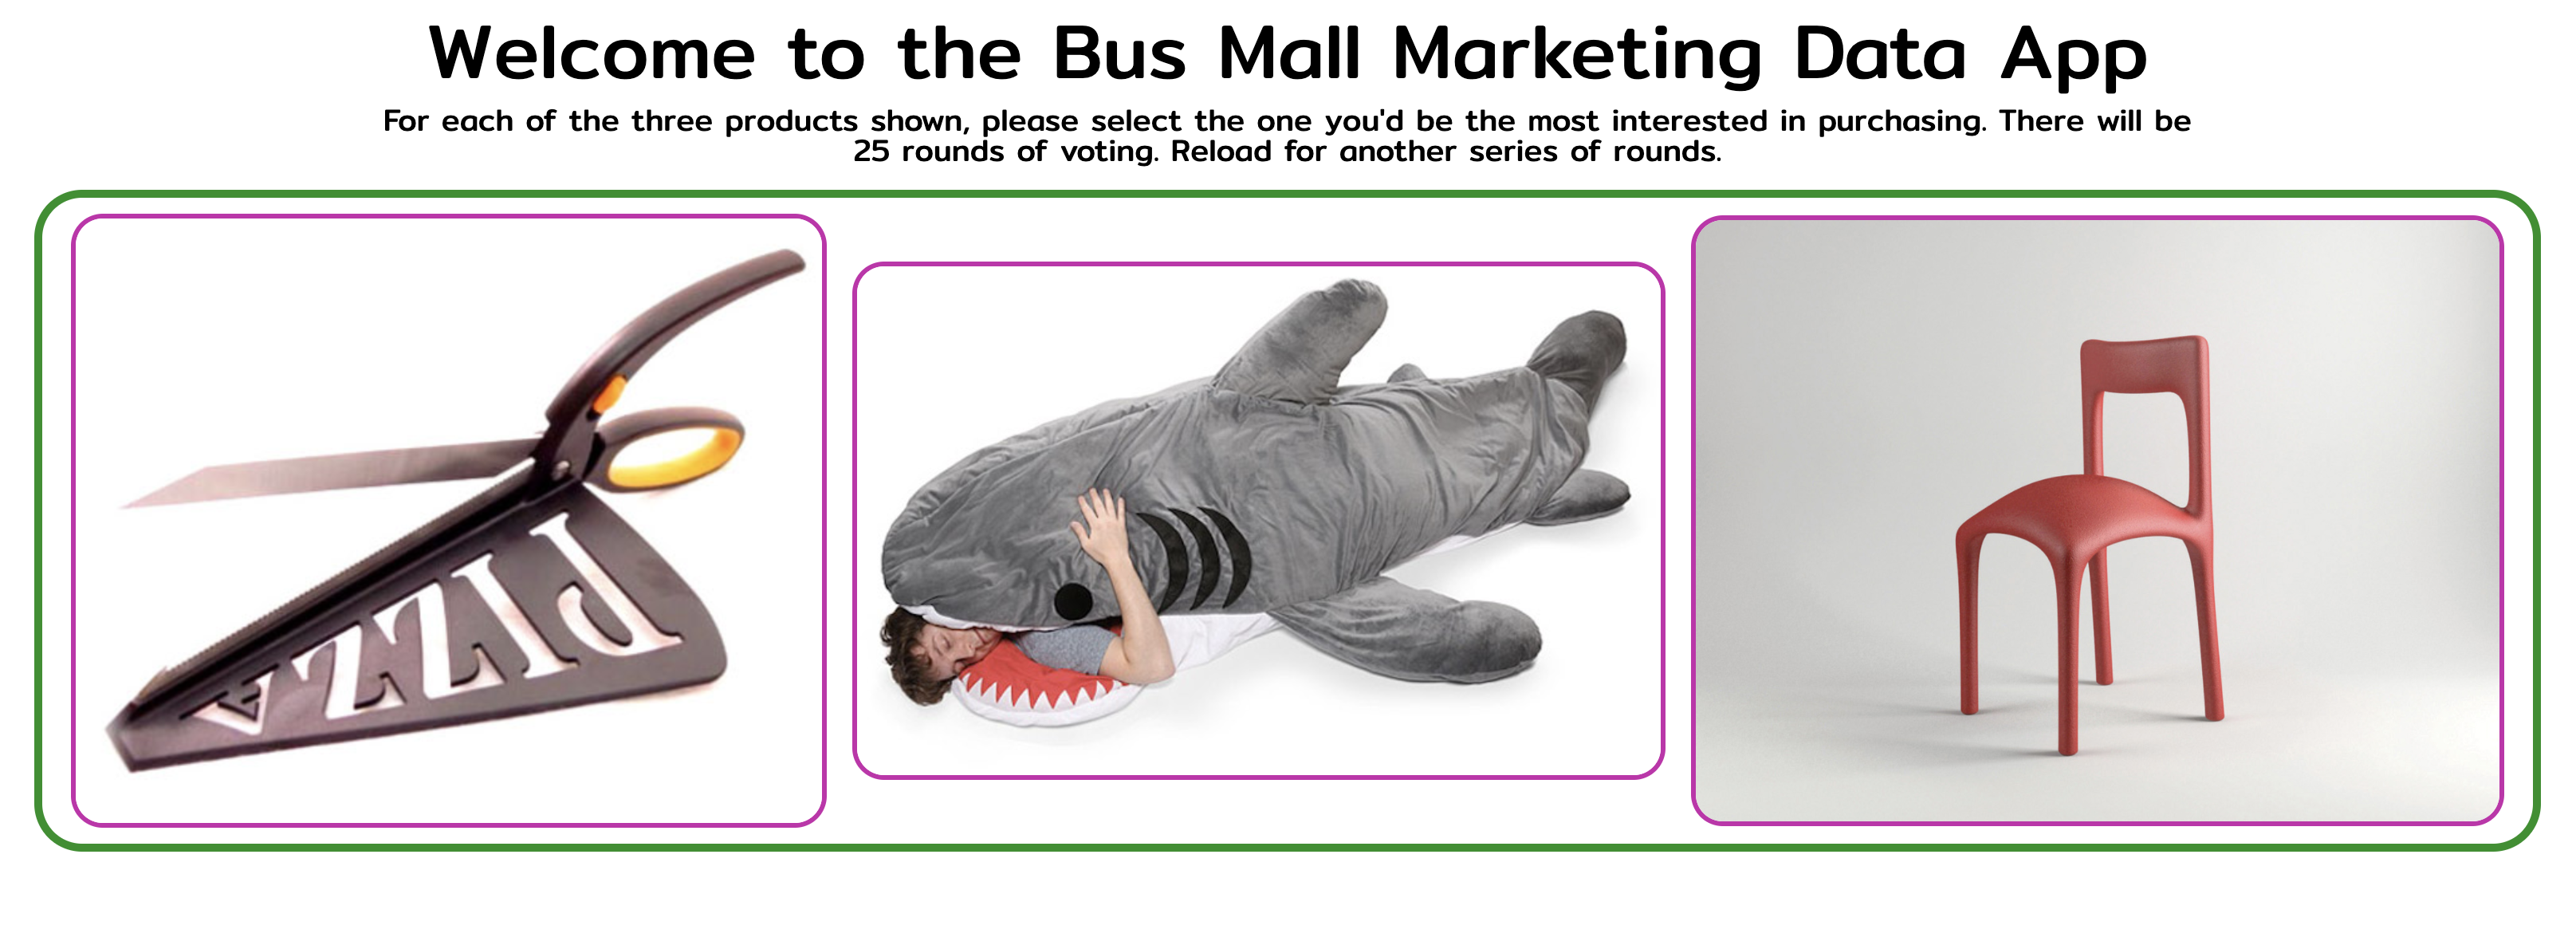 Welcome to the Bus Mall Marketing Data App
For each of the three products shown, please select the one you'd be the most interested in purchasing. There will be
25 rounds of voting. Reload for another series of rounds.
PIZZA